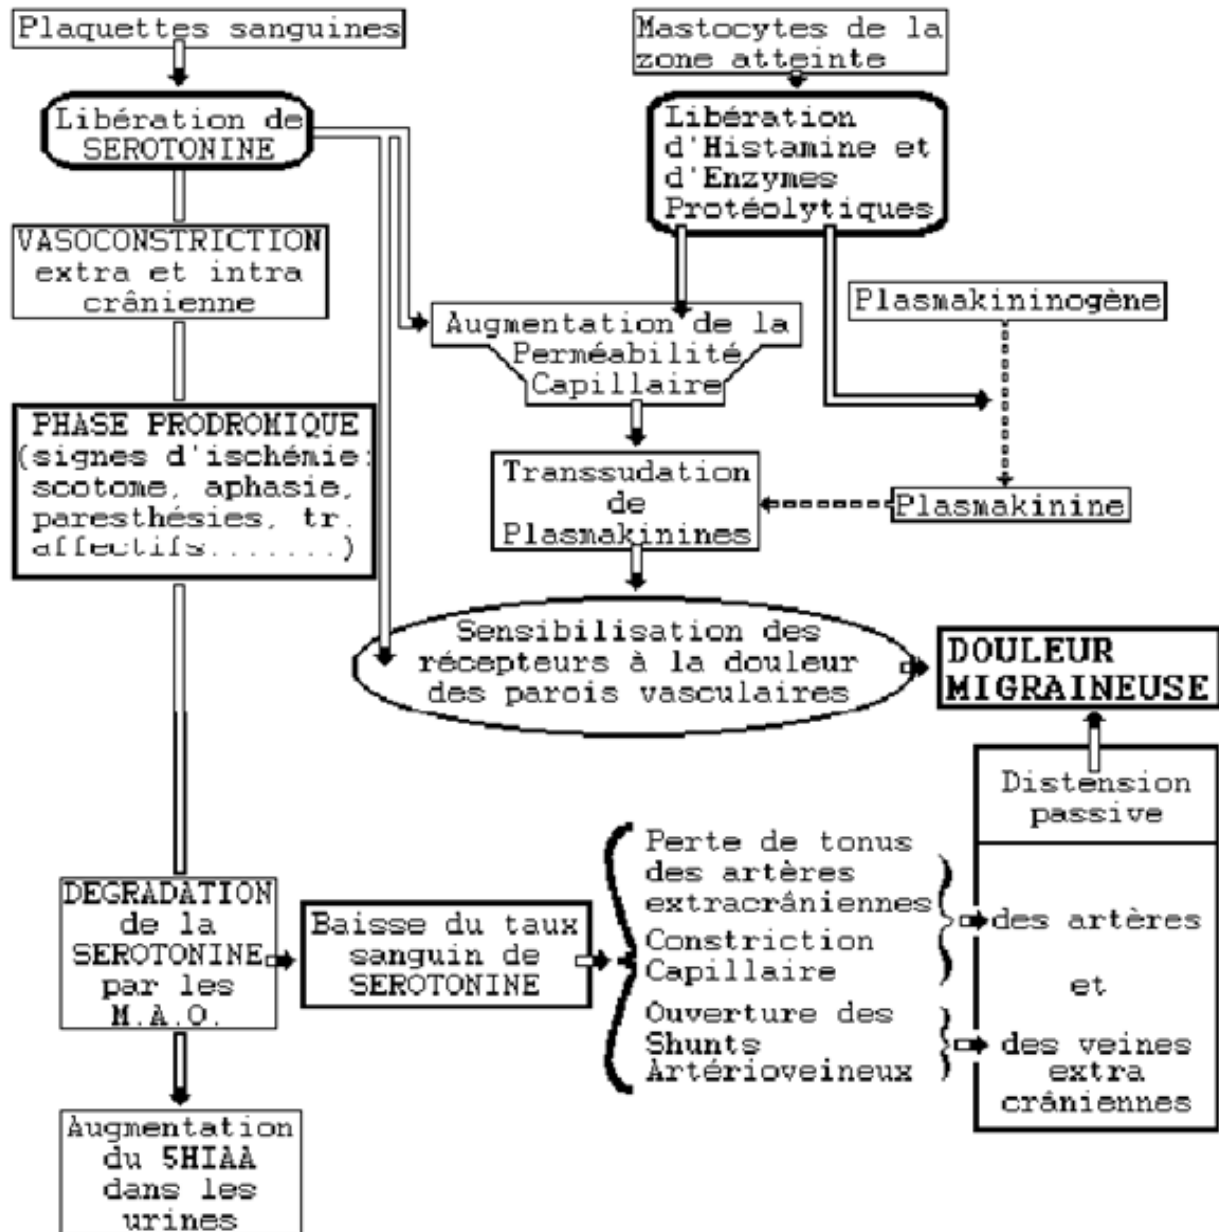 Plaquettes sanguines
Mastocytes de la
zone atteinte
Libération de
SEROTONINE
Libération
d'Histamine et
d'Enzymes
Protéolytiques
VASOCONSTRICTION
extra et intra
crânienne
Plasmakininogène
Augmentation de la
Perméabilité
Capillaire
PHASE PRODROMIQUE
(signes d'ischémie:
scotome, aphasie,
paresthésies, tr.
affectifs.......)
Transsudation
de
Plasmakinines
Plasmakinine
Sensibilisation des
récepteurs à la douleur
des parois vasculaires
DOULEUR
MIGRAINEUSE
Distension
passive
Perte de tonus
des artères
extracrâniennes
Constriction
Capillaire
Ouverture des
Shunts
Artérioveineux
des artères
et
des veines
extra
crâniennes
DEGRADATION
de la
SEROTONINE
par les
M.A.O.
Baisse du taux
sanguin de
SEROTONINE
Augmentation
du 5HIAA
dans les
urines